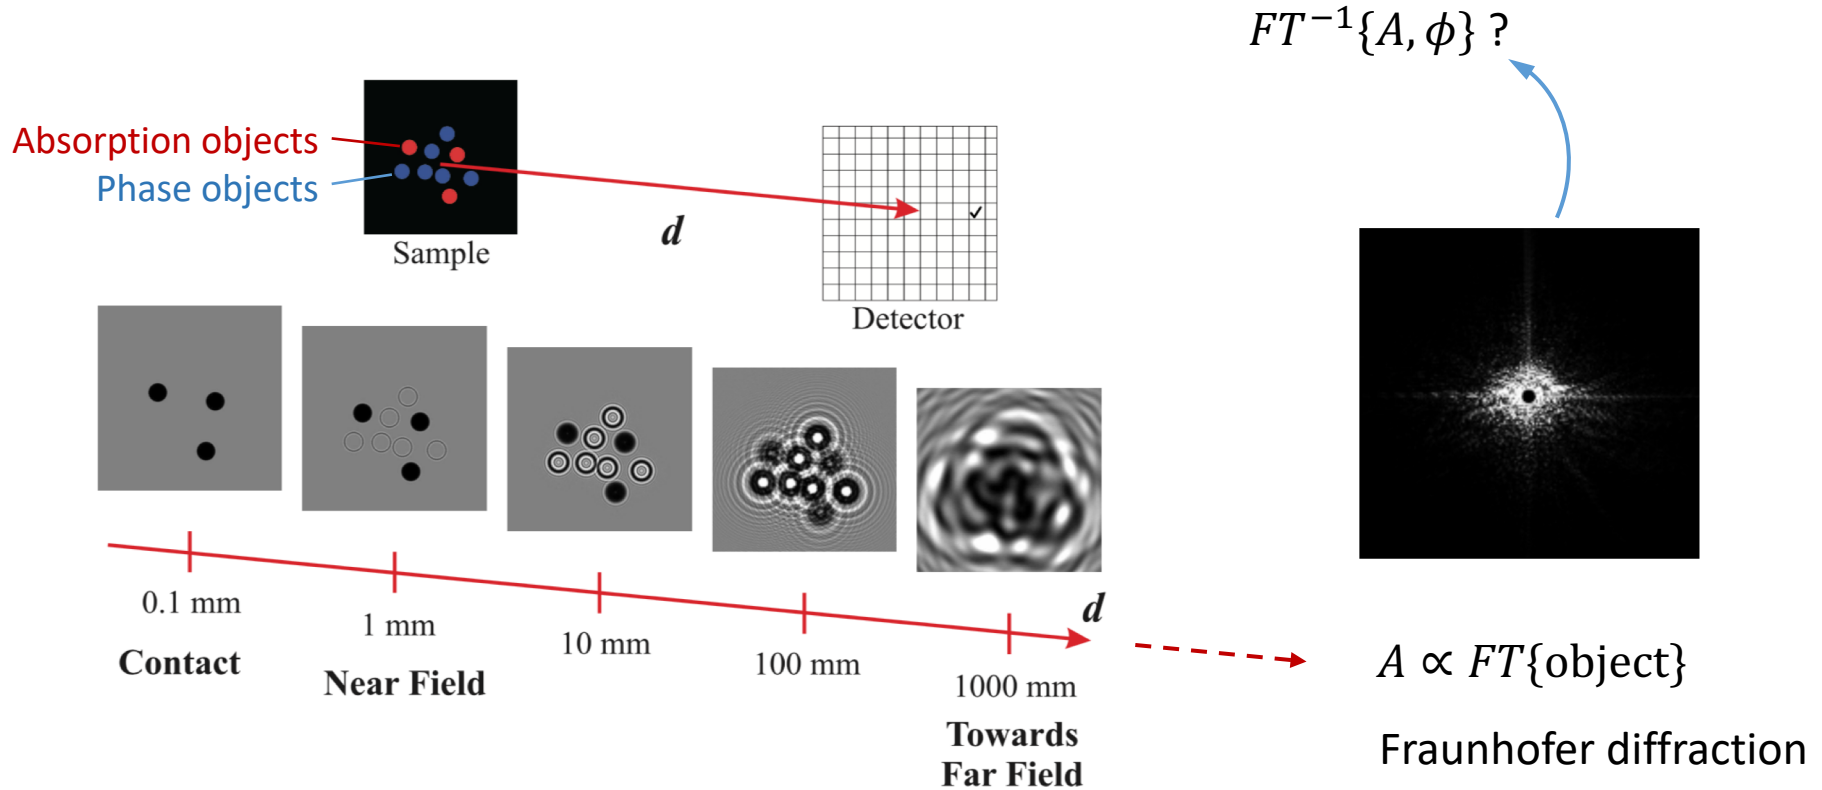 FT⁻¹{A, ϕ} ?
Absorption objects
Phase objects
Sample
d
Detector
0.1 mm
1 mm
10 mm
100 mm
1000 mm
d
Contact
Near Field
Towards
Far Field
A ∝ FT{object}
Fraunhofer diffraction